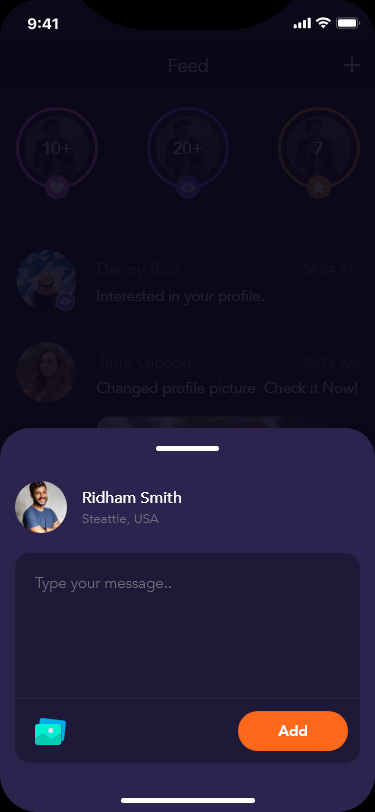 9:41
Feed
10+
20+
7
Danny Rice
04:04 AM
Interested in your profile.
Jane Gibson
08:58 AM
Changed profile picture. Check it Now!
Ridham Smith
Steattle, USA
Type your message..
Add